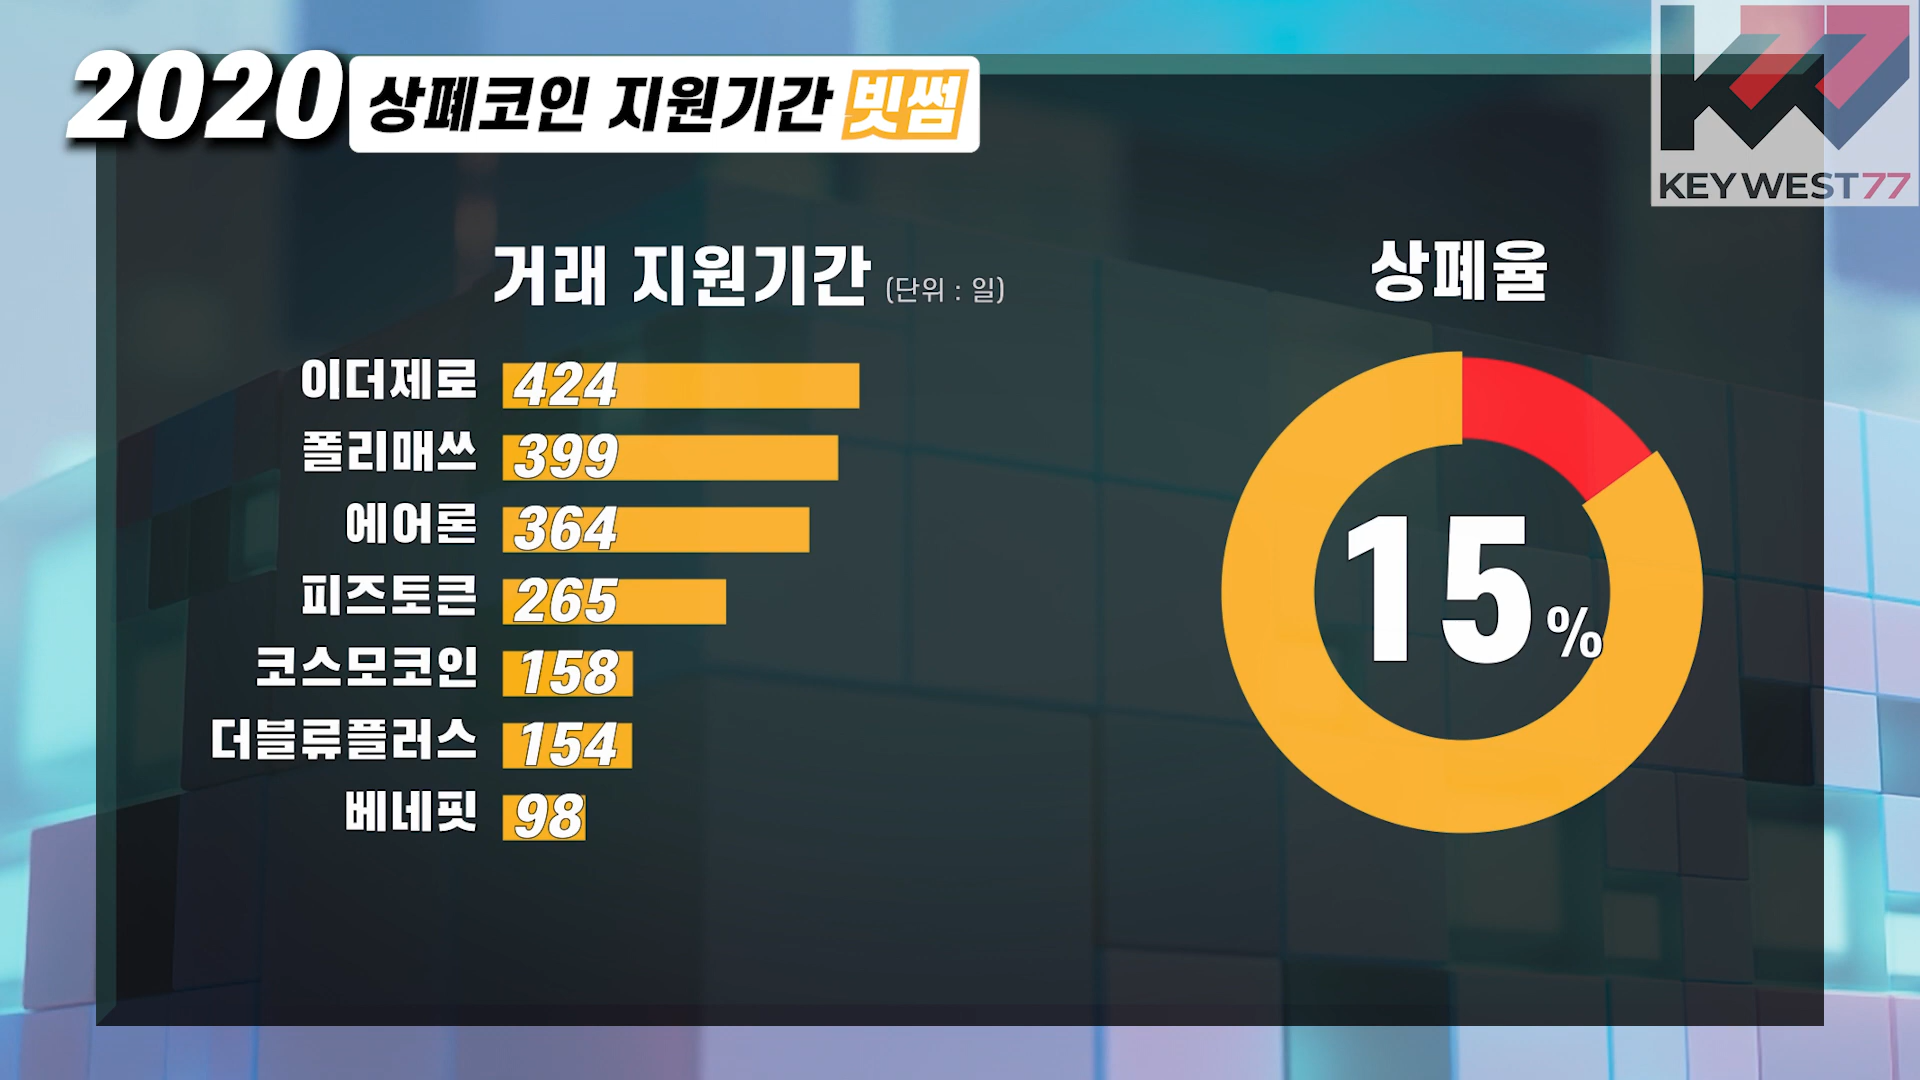 2020 상폐코인 지원기간 빗썸
KEYWEST77
거래 지원기간 (단위 : 일)
이더제로 424
폴리매쓰 399
에어론 364
피즈토큰 265
코스모코인 158
더블류플러스 154
베네핏 98
상폐율
15%